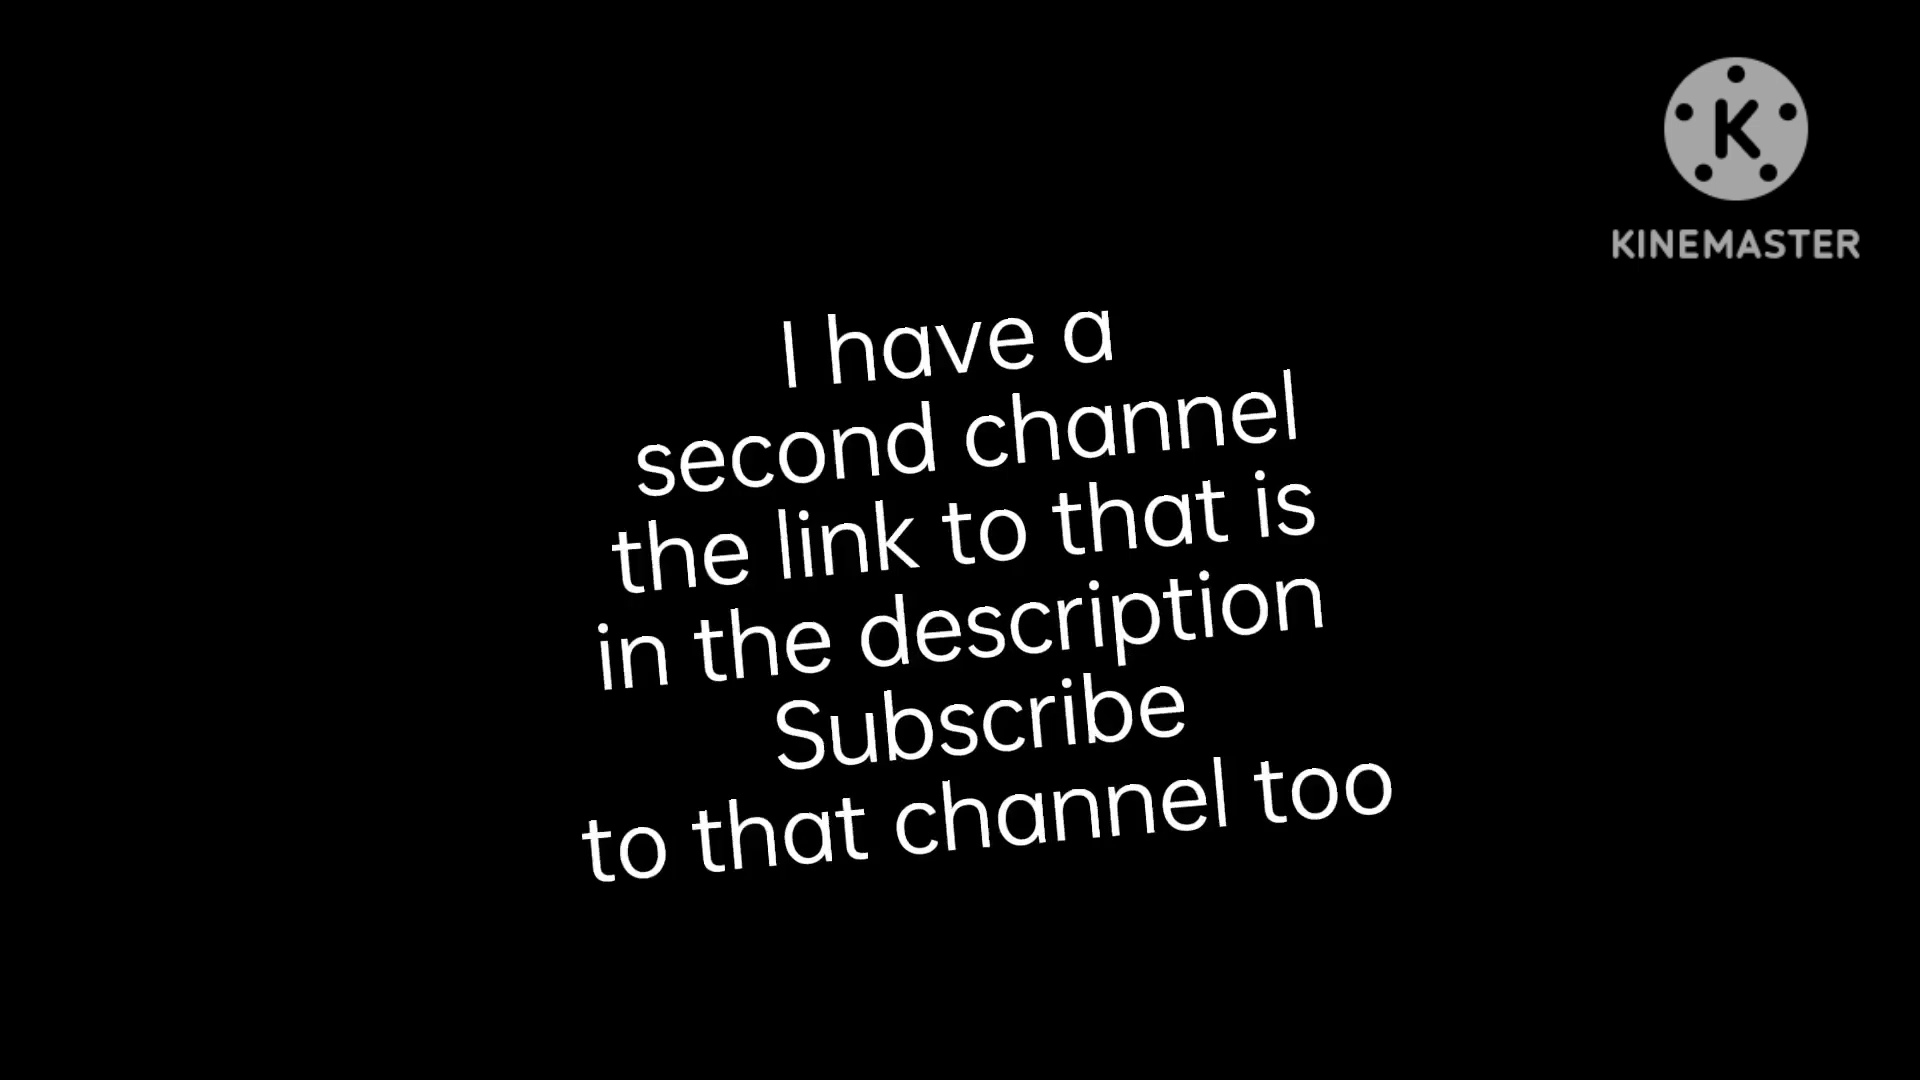 K
KINEMASTER
I have a
second channel
the link to that is
in the description
Subscribe
to that channel too